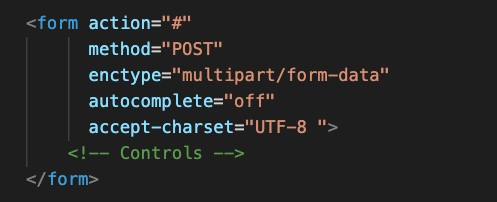 <form action="#"
method="POST"
enctype="multipart/form-data"
autocomplete="off"
accept-charset="UTF-8 ">
<!-- Controls -->
</form>